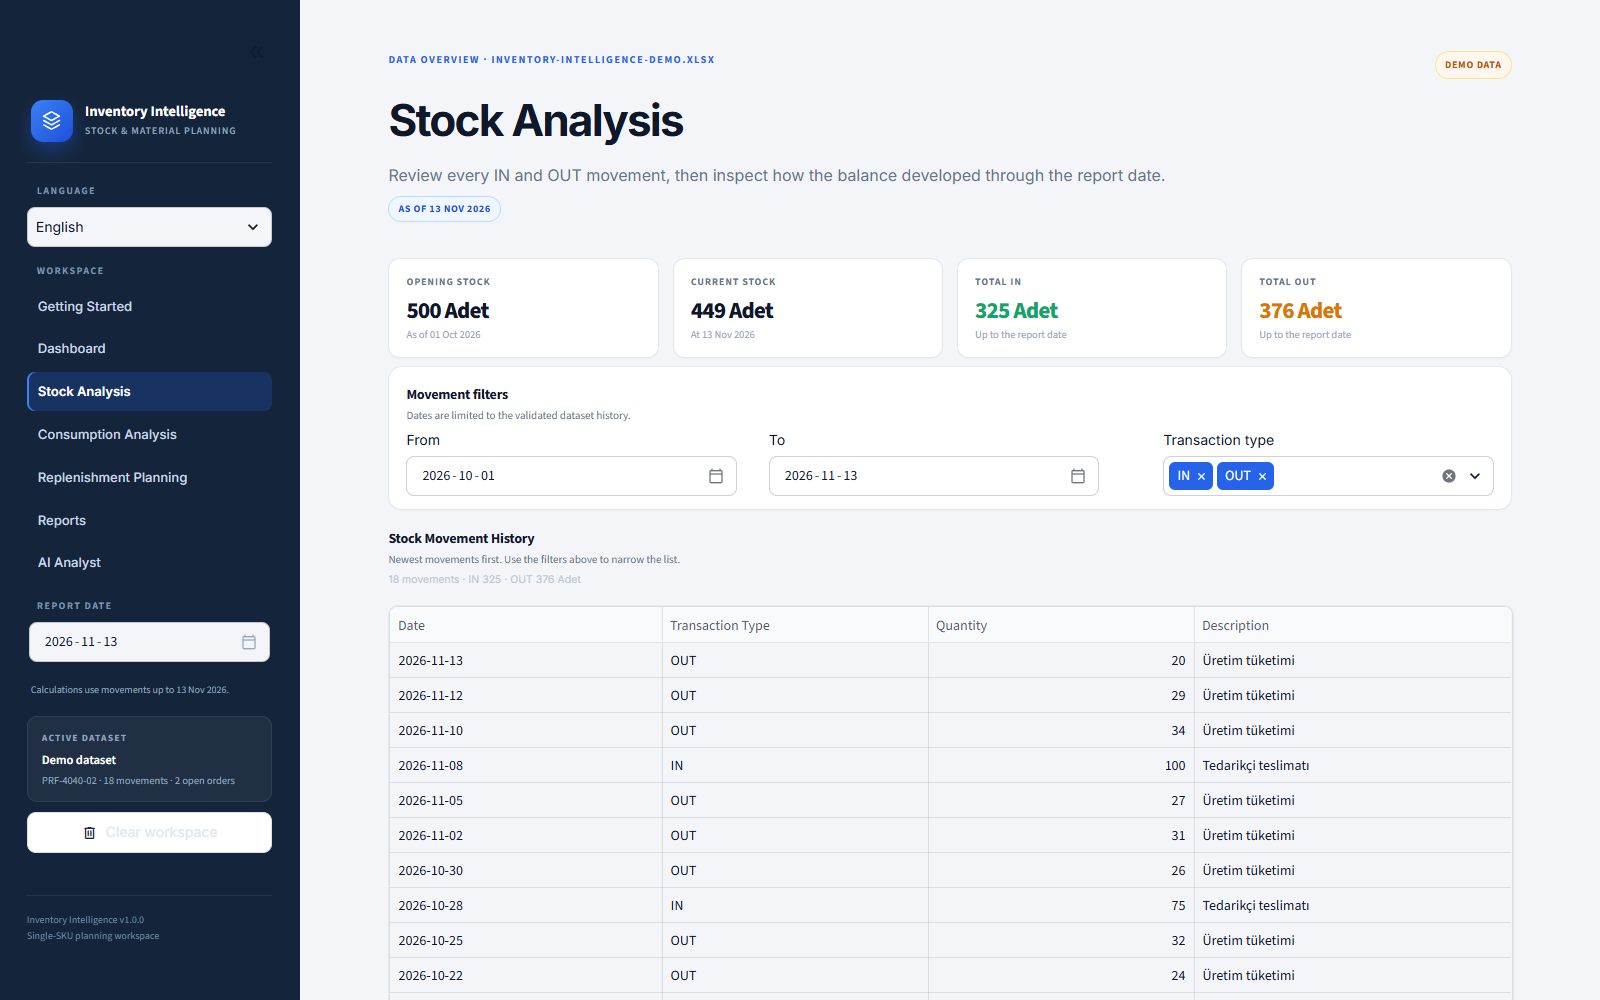 Inventory Intelligence
STOCK & MATERIAL PLANNING
LANGUAGE
English
WORKSPACE
Getting Started
Dashboard
Stock Analysis
Consumption Analysis
Replenishment Planning
Reports
AI Analyst
REPORT DATE
2026-11-13
Calculations use movements up to 13 Nov 2026.
ACTIVE DATASET
Demo dataset
PRF-4040-02 · 18 movements · 2 open orders
Clear workspace
Inventory Intelligence v1.0.0
Single-SKU planning workspace
DATA OVERVIEW · INVENTORY-INTELLIGENCE-DEMO.XLSX
DEMO DATA
Stock Analysis
Review every IN and OUT movement, then inspect how the balance developed through the report date.
AS OF 13 NOV 2026
OPENING STOCK
500 Adet
As of 01 Oct 2026
CURRENT STOCK
449 Adet
At 13 Nov 2026
TOTAL IN
325 Adet
Up to the report date
TOTAL OUT
376 Adet
Up to the report date
Movement filters
Dates are limited to the validated dataset history.
From
2026-10-01
To
2026-11-13
Transaction type
IN OUT
Stock Movement History
Newest movements first. Use the filters above to narrow the list.
18 movements · IN 325 · OUT 376 Adet
Date Transaction Type Quantity Description
2026-11-13 OUT 20 Üretim tüketimi
2026-11-12 OUT 29 Üretim tüketimi
2026-11-10 OUT 34 Üretim tüketimi
2026-11-08 IN 100 Tedarikçi teslimatı
2026-11-05 OUT 27 Üretim tüketimi
2026-11-02 OUT 31 Üretim tüketimi
2026-10-30 OUT 26 Üretim tüketimi
2026-10-28 IN 75 Tedarikçi teslimatı
2026-10-25 OUT 32 Üretim tüketimi
2026-10-22 OUT 24 Üretim tüketimi